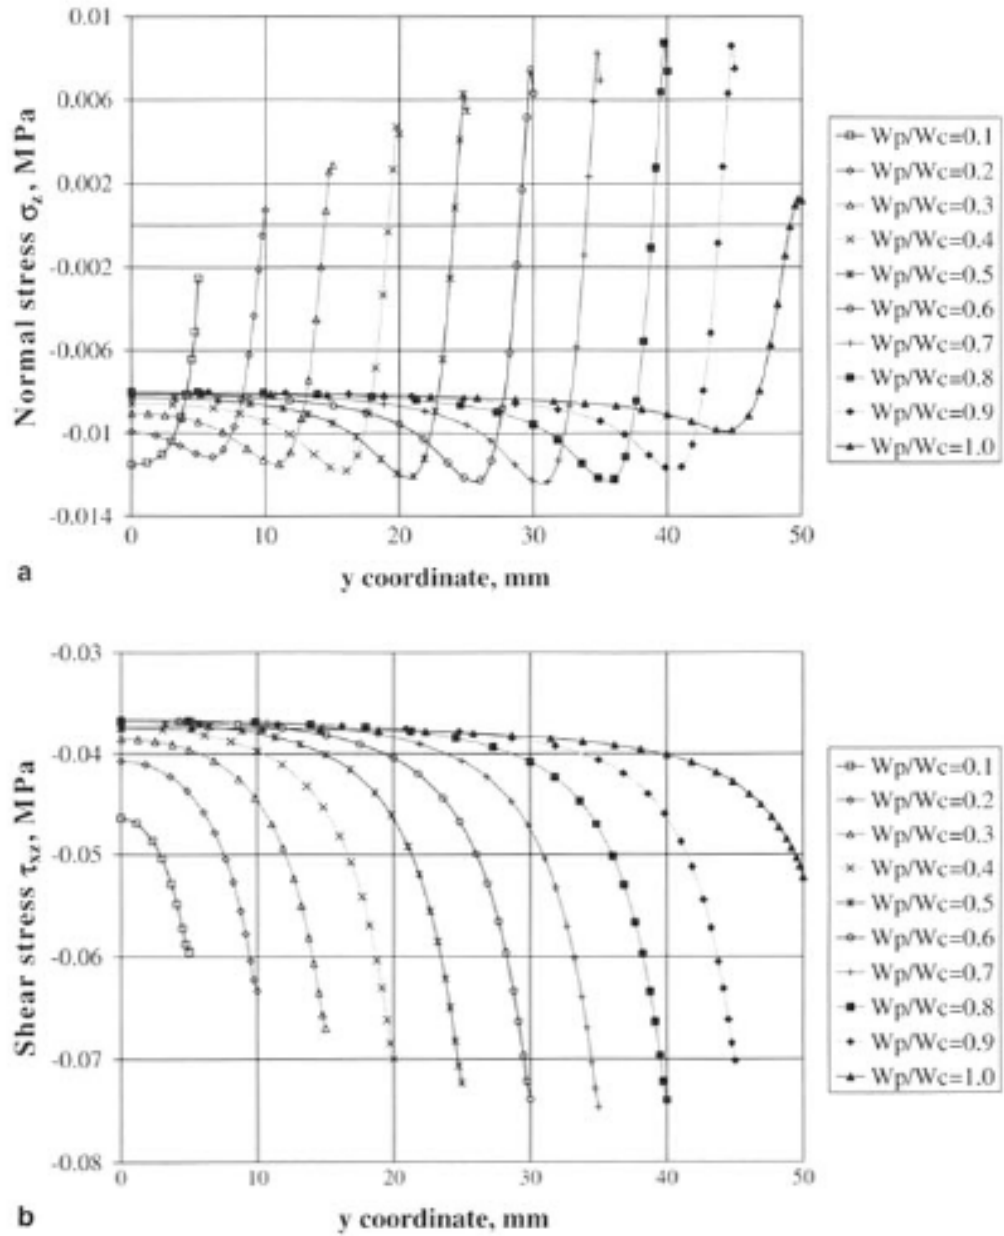 0.01
0.006
0.002
-0.002
-0.006
-0.01
-0.014
Normal stress σz, MPa
0 10 20 30 40 50
y coordinate, mm
a
Wp/Wc=0.1
Wp/Wc=0.2
Wp/Wc=0.3
Wp/Wc=0.4
Wp/Wc=0.5
Wp/Wc=0.6
Wp/Wc=0.7
Wp/Wc=0.8
Wp/Wc=0.9
Wp/Wc=1.0
-0.03
-0.04
-0.05
-0.06
-0.07
-0.08
Shear stress τxz, MPa
0 10 20 30 40 50
y coordinate, mm
b
Wp/Wc=0.1
Wp/Wc=0.2
Wp/Wc=0.3
Wp/Wc=0.4
Wp/Wc=0.5
Wp/Wc=0.6
Wp/Wc=0.7
Wp/Wc=0.8
Wp/Wc=0.9
Wp/Wc=1.0